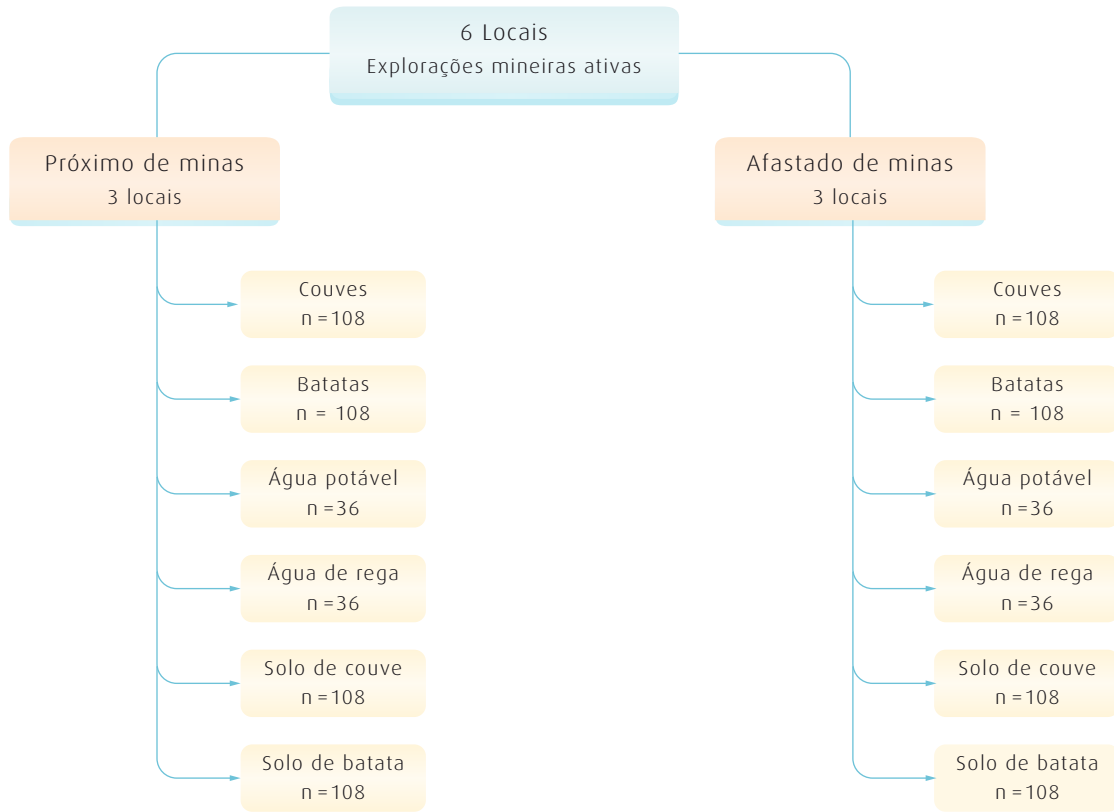 6 Locais
Explorações mineiras ativas
Próximo de minas
3 locais
Couves
n =108
Batatas
n = 108
Água potável
n =36
Água de rega
n =36
Solo de couve
n =108
Solo de batata
n =108
Afastado de minas
3 locais
Couves
n =108
Batatas
n = 108
Água potável
n =36
Água de rega
n =36
Solo de couve
n =108
Solo de batata
n =108